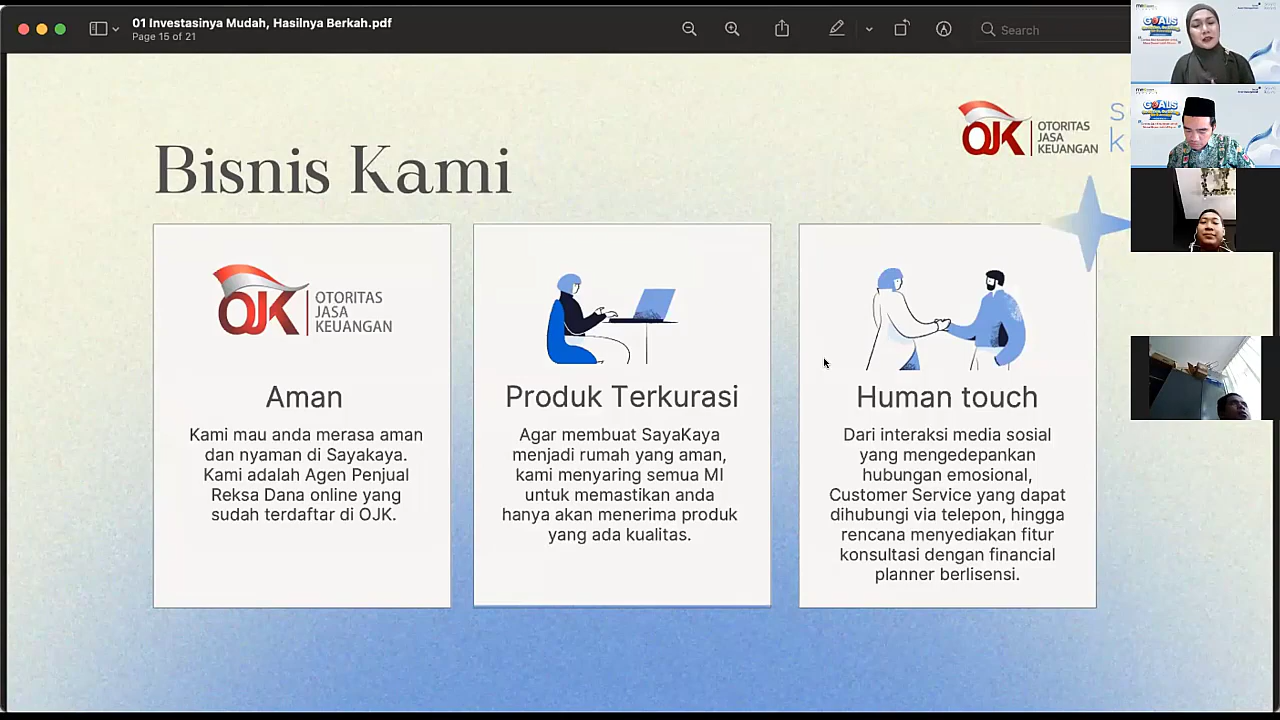 01 Investasinya Mudah, Hasilnya Berkah.pdf
Page 15 of 21
Search
OJK
OTORITAS
JASA
KEUANGAN
Bisnis Kami
OJK
OTORITAS
JASA
KEUANGAN
Aman
Kami mau anda merasa aman
dan nyaman di Sayakaya.
Kami adalah Agen Penjual
Reksa Dana online yang
sudah terdaftar di OJK.
Produk Terkurasi
Agar membuat SayaKaya
menjadi rumah yang aman,
kami menyaring semua MI
untuk memastikan anda
hanya akan menerima produk
yang ada kualitas.
Human touch
Dari interaksi media sosial
yang mengedepankan
hubungan emosional,
Customer Service yang dapat
dihubungi via telepon, hingga
rencana menyediakan fitur
konsultasi dengan financial
planner berlisensi.
GOALS
GOALS